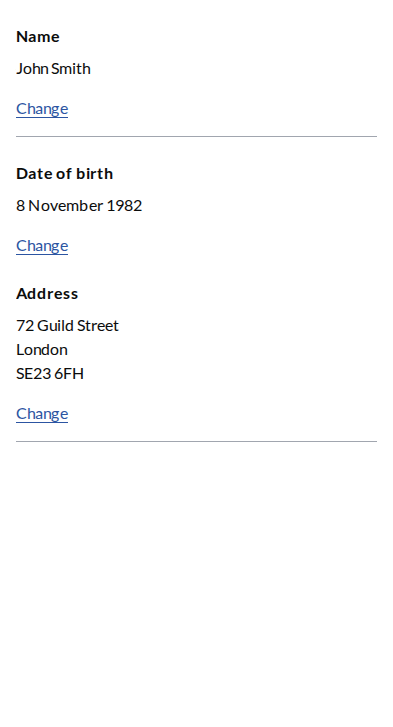 Name
John Smith
Change
Date of birth
8 November 1982
Change
Address
72 Guild Street
London
SE23 6FH
Change